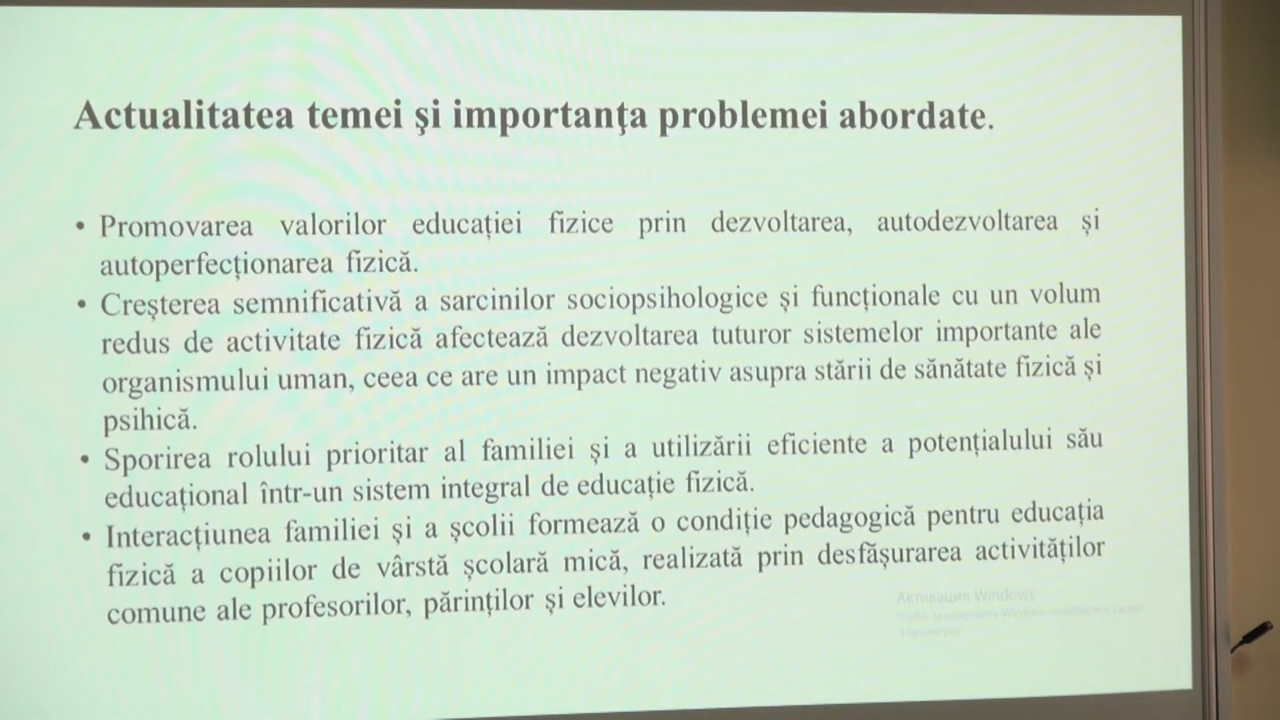 Actualitatea temei şi importanţa problemei abordate.
• Promovarea valorilor educației fizice prin dezvoltarea, autodezvoltarea și
autoperfecționarea fizică.
• Creșterea semnificativă a sarcinilor sociopsihologice și funcționale cu un volum
redus de activitate fizică afectează dezvoltarea tuturor sistemelor importante ale
organismului uman, ceea ce are un impact negativ asupra stării de sănătate fizică și
psihică.
• Sporirea rolului prioritar al familiei și a utilizării eficiente a potențialului său
educațional într-un sistem integral de educație fizică.
• Interacțiunea familiei și a școlii formează o condiție pedagogică pentru educația
fizică a copiilor de vârstă școlară mică, realizată prin desfășurarea activităților
comune ale profesorilor, părinților și elevilor.
Активация Windows